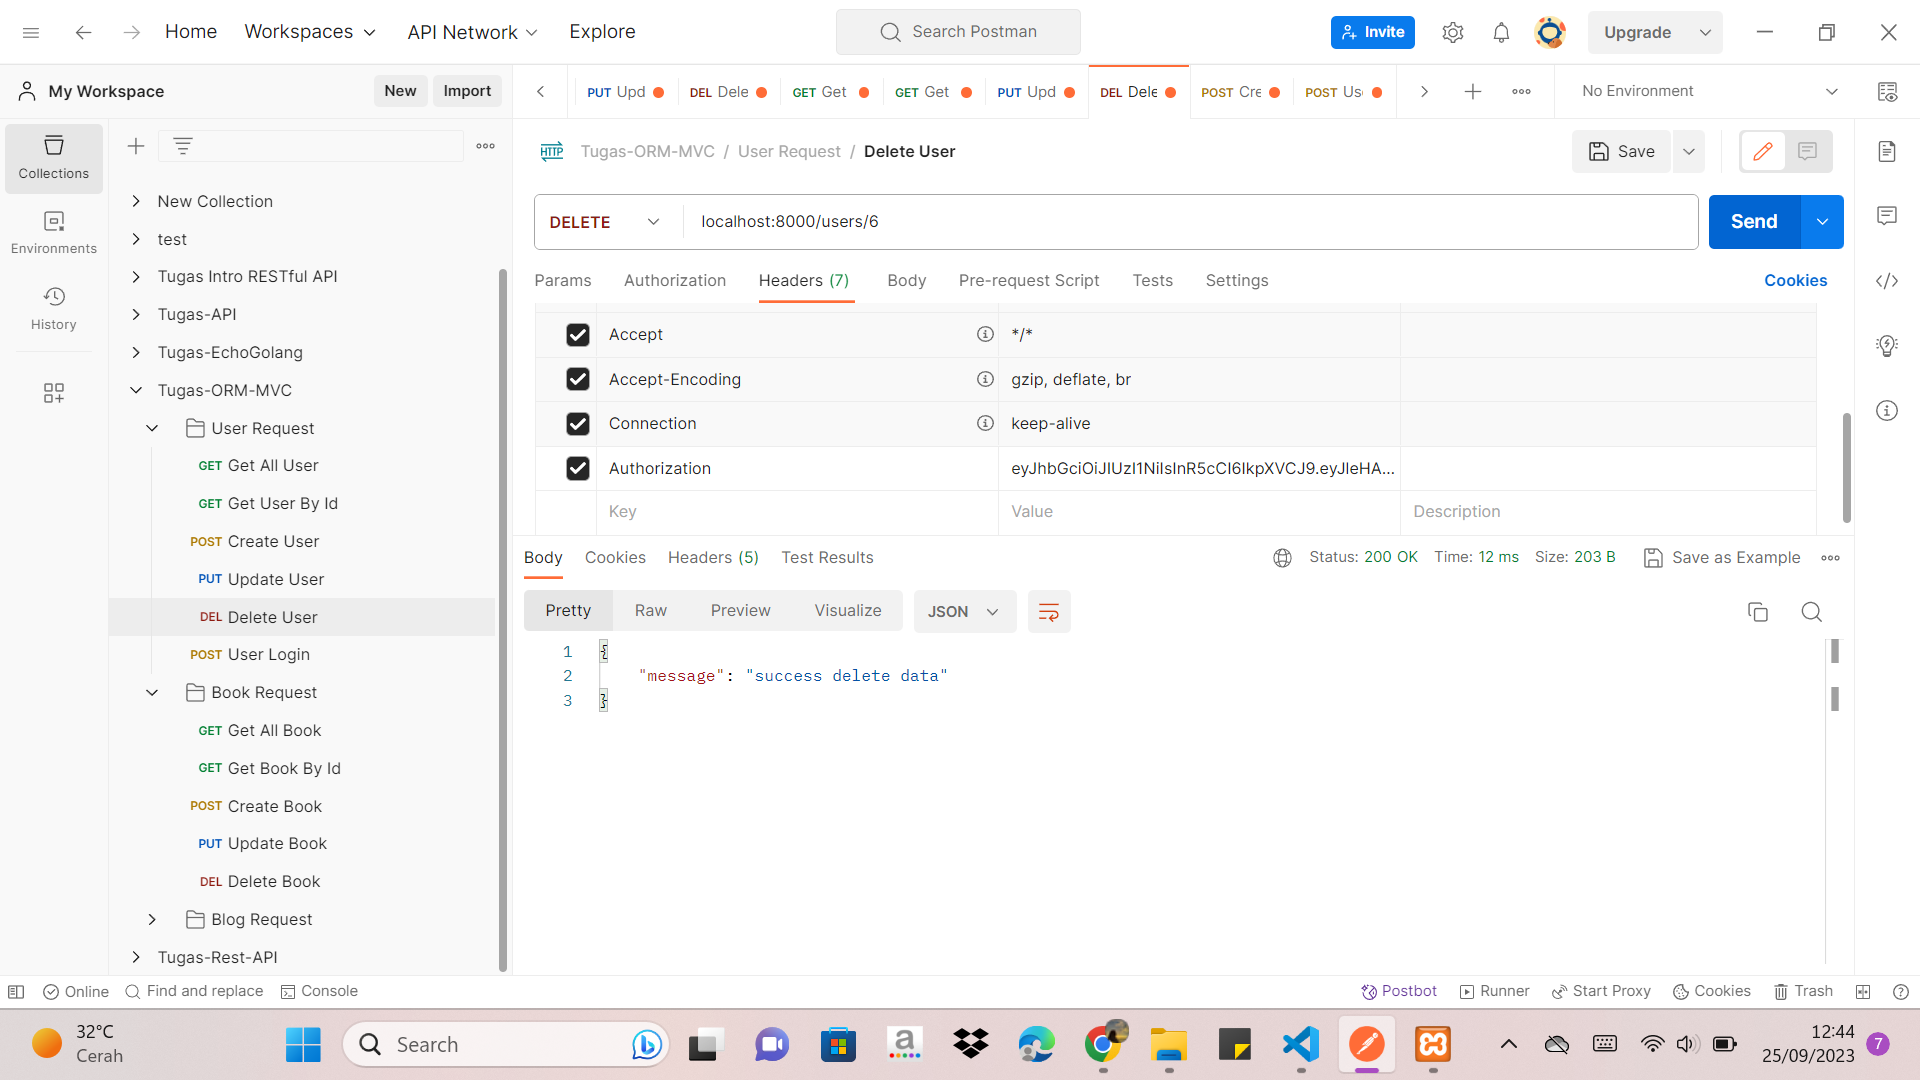 Home
Workspaces
API Network
Explore
Search Postman
Invite
Upgrade
My Workspace
New
Import
PUT Upd
DEL Dele
GET Get
GET Get
PUT Upd
DEL Dele
POST Cre
POST Us
No Environment
Collections
Environments
History
New Collection
test
Tugas Intro RESTful API
Tugas-API
Tugas-EchoGolang
Tugas-ORM-MVC
User Request
GET Get All User
GET Get User By Id
POST Create User
PUT Update User
DEL Delete User
POST User Login
Book Request
GET Get All Book
GET Get Book By Id
POST Create Book
PUT Update Book
DEL Delete Book
Blog Request
Tugas-Rest-API
HTTP Tugas-ORM-MVC / User Request / Delete User
Save
DELETE
localhost:8000/users/6
Send
Params
Authorization
Headers (7)
Body
Pre-request Script
Tests
Settings
Cookies
Accept */*
Accept-Encoding gzip, deflate, br
Connection keep-alive
Authorization eyJhbGciOiJIUzI1NiIsInR5cCI6IkpXVCJ9.eyJleHA...
Key Value Description
Body
Cookies
Headers (5)
Test Results
Status: 200 OK Time: 12 ms Size: 203 B
Save as Example
Pretty
Raw
Preview
Visualize
JSON
1 {
2 "message": "success delete data"
3 }
Online
Find and replace
Console
Postbot
Runner
Start Proxy
Cookies
Trash
32°C
Cerah
Search
a
12:44
25/09/2023
7